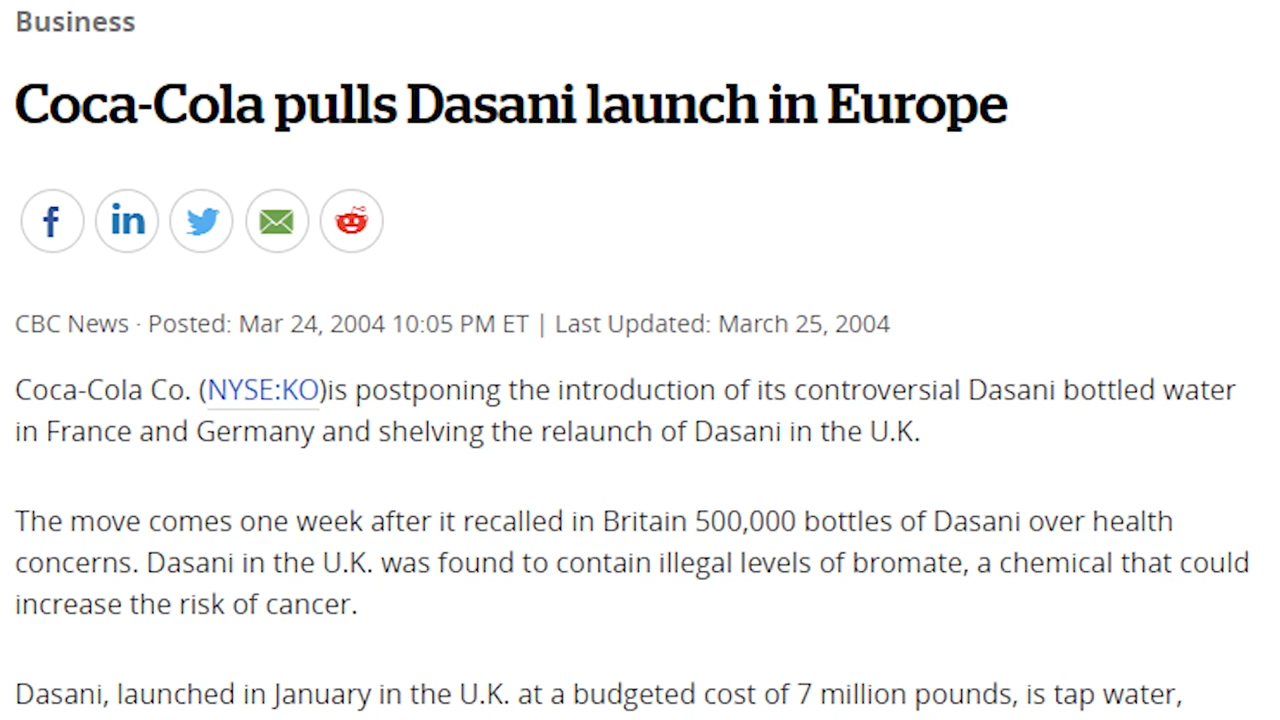 Business
Coca-Cola pulls Dasani launch in Europe
CBC News · Posted: Mar 24, 2004 10:05 PM ET | Last Updated: March 25, 2004
Coca-Cola Co. (NYSE:KO)is postponing the introduction of its controversial Dasani bottled water
in France and Germany and shelving the relaunch of Dasani in the U.K.
The move comes one week after it recalled in Britain 500,000 bottles of Dasani over health
concerns. Dasani in the U.K. was found to contain illegal levels of bromate, a chemical that could
increase the risk of cancer.
Dasani, launched in January in the U.K. at a budgeted cost of 7 million pounds, is tap water,